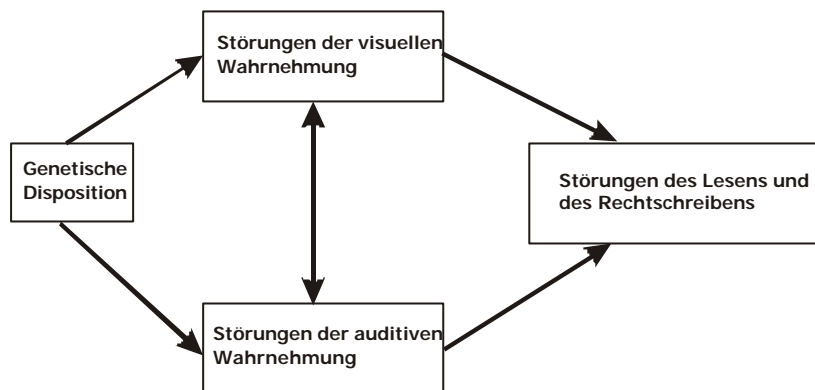 Störungen der visuellen
Wahrnehmung
Genetische
Disposition
Störungen des Lesens und
des Rechtschreibens
Störungen der auditiven
Wahrnehmung